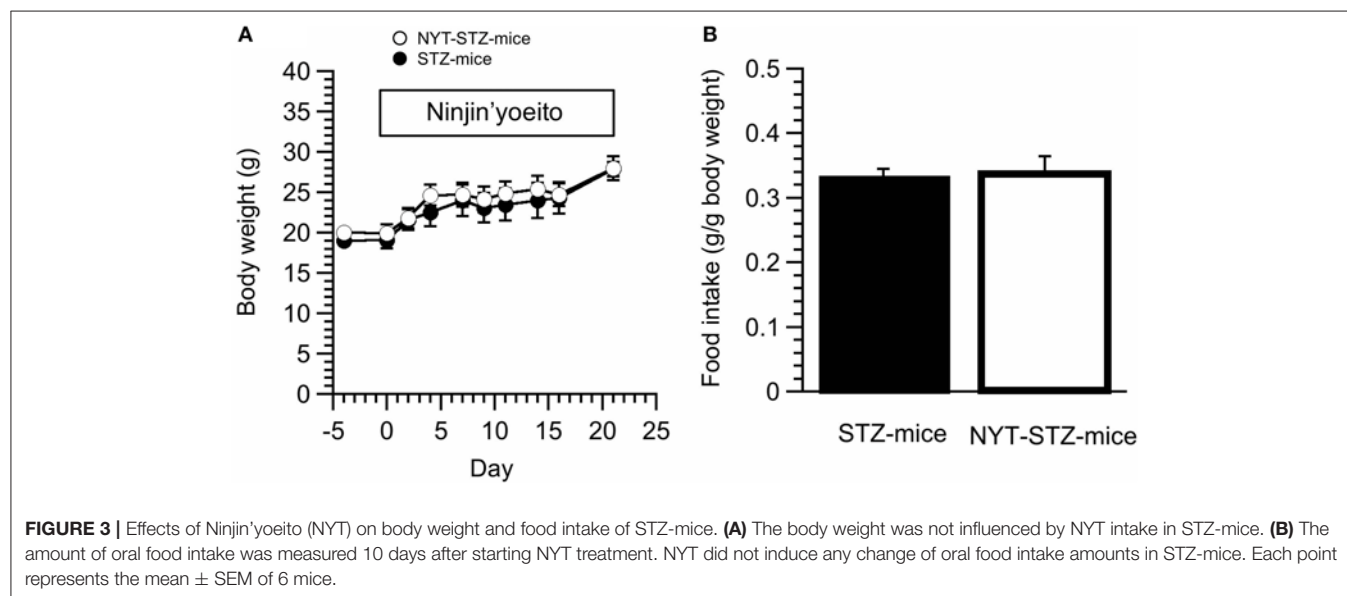 A
NYT-STZ-mice
STZ-mice
40
35
30
25
20
15
10
5
0
Body weight (g)
Ninjin’yoeito
-5 0 5 10 15 20 25
Day
B
0.5
0.4
0.3
0.2
0.1
0
Food intake (g/g body weight)
STZ-mice NYT-STZ-mice
FIGURE 3 | Effects of Ninjin’yoeito (NYT) on body weight and food intake of STZ-mice. (A) The body weight was not influenced by NYT intake in STZ-mice. (B) The
amount of oral food intake was measured 10 days after starting NYT treatment. NYT did not induce any change of oral food intake amounts in STZ-mice. Each point
represents the mean ± SEM of 6 mice.